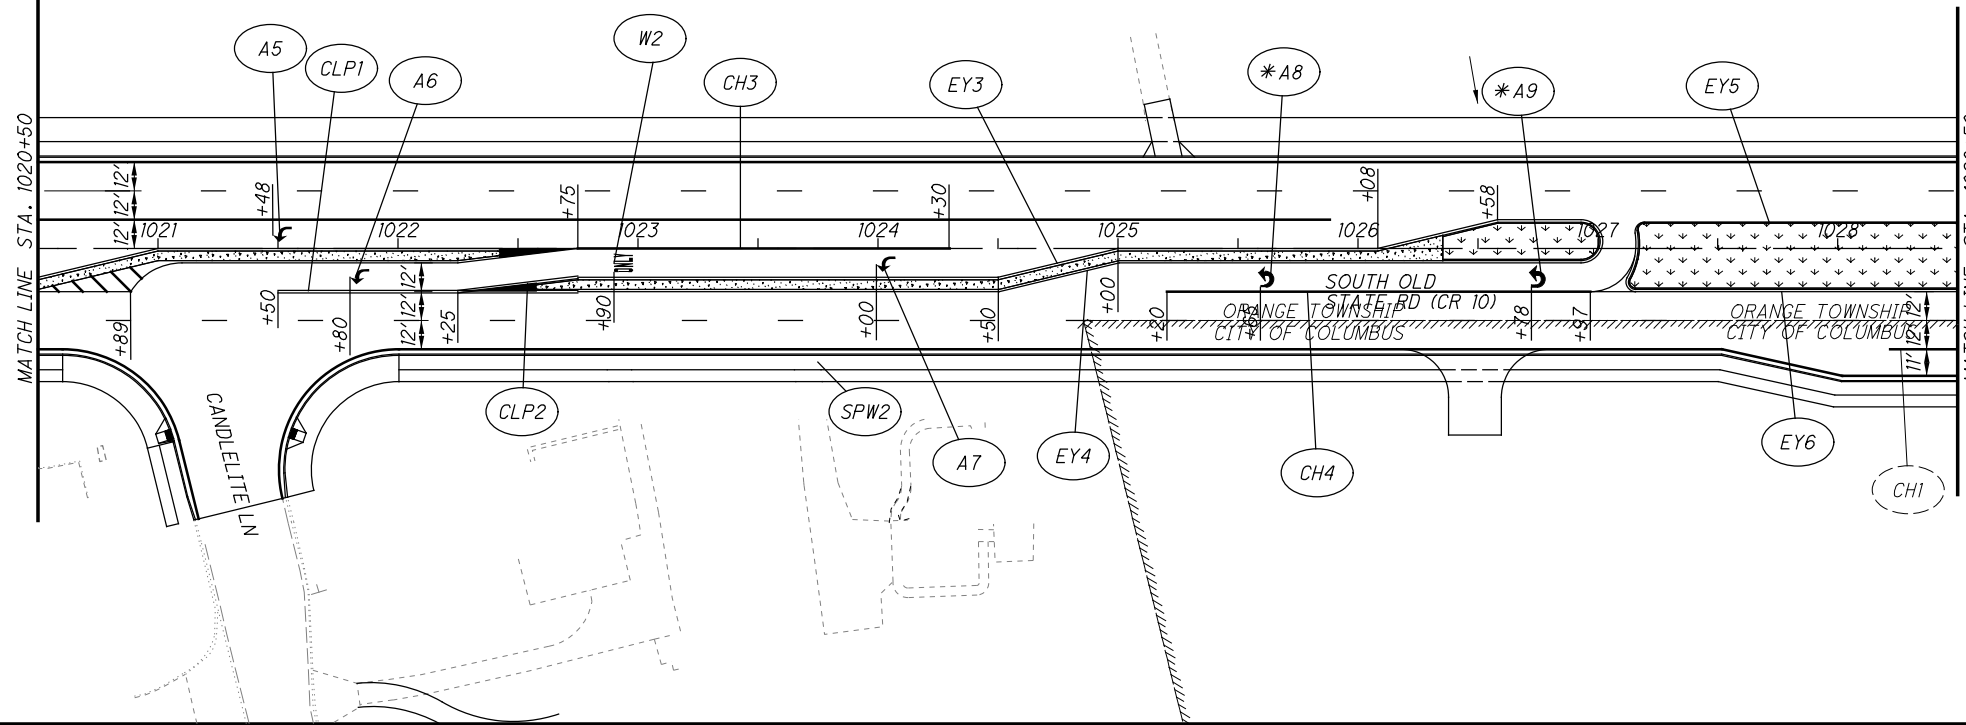 A5
CLP1
A6
W2
CH3
EY3
*A8
*A9
EY5
MATCH LINE STA. 1020+50
12'
12'
12'
+48
+75
+30
+08
+58
1021
1022
1023
1024
1025
1026
1027
1028
ONLY
SOUTH OLD
STATE RD (CR 10)
ORANGE TOWNSHIP
CITY OF COLUMBUS
ORANGE TOWNSHIP
CITY OF COLUMBUS
+89
+50
+80
12'
12'
12'
+25
+90
+00
+50
+00
+20
+78
+97
12'
12'
11'
CANDLELITE LN
CLP2
SPW2
A7
EY4
CH4
EY6
CH1